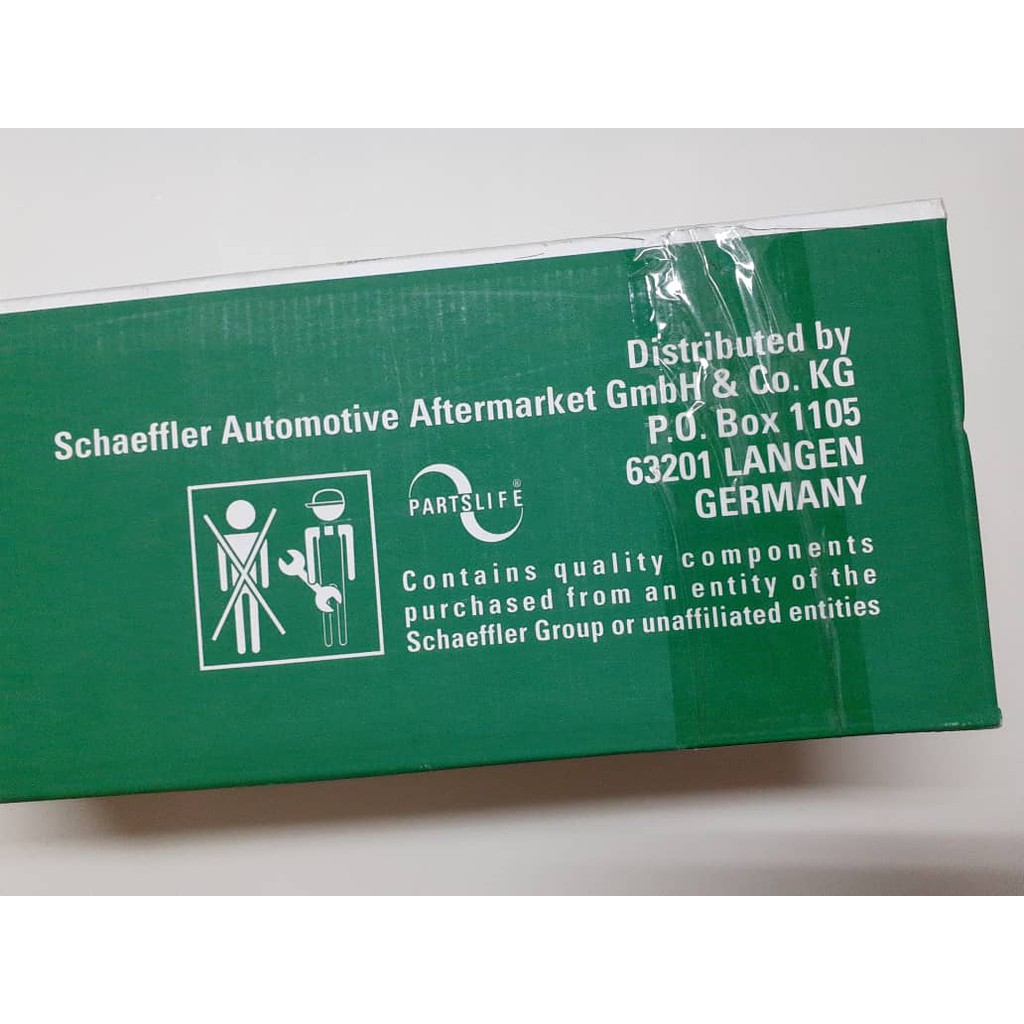 Distributed by
Schaeffler Automotive Aftermarket GmbH & Co. KG
P.O. Box 1105
63201 LANGEN
GERMANY
PARTSLIFE®
Contains quality components
purchased from an entity of the
Schaeffler Group or unaffiliated entities